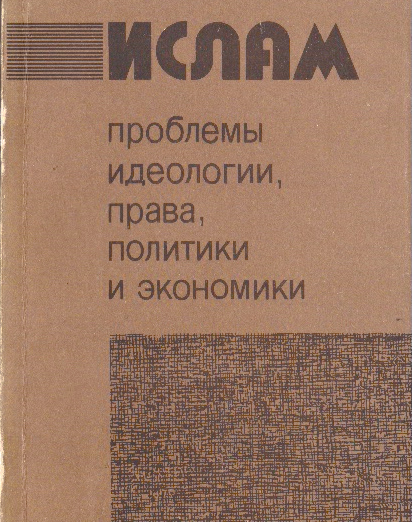 ИСЛАМ
проблемы
идеологии,
права,
политики
и экономики